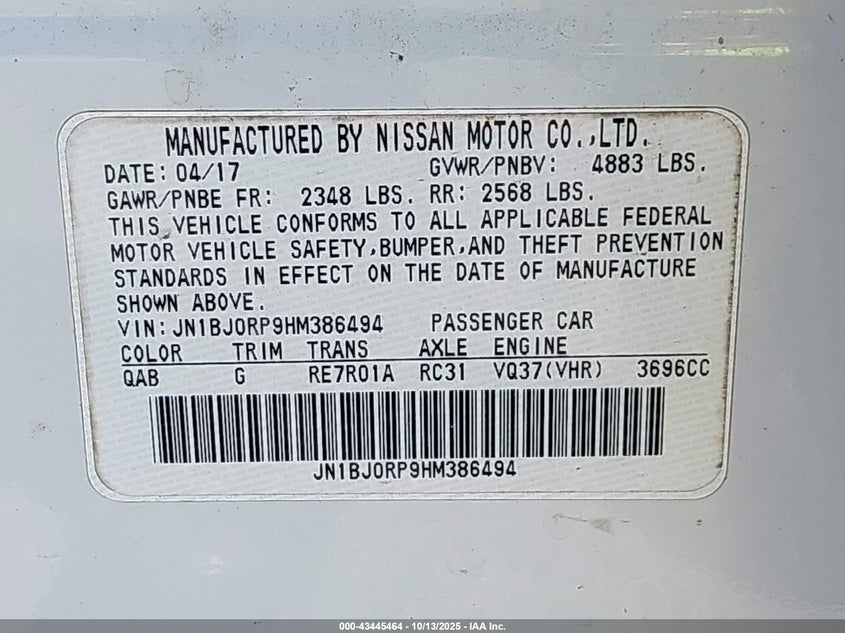 MANUFACTURED BY NISSAN MOTOR CO.,LTD.
DATE: 04/17 GVWR/PNBV: 4883 LBS.
GAWR/PNBE FR: 2348 LBS. RR: 2568 LBS.
THIS VEHICLE CONFORMS TO ALL APPLICABLE FEDERAL
MOTOR VEHICLE SAFETY,BUMPER,AND THEFT PREVENTION
STANDARDS IN EFFECT ON THE DATE OF MANUFACTURE
SHOWN ABOVE.
VIN: JN1BJ0RP9HM386494 PASSENGER CAR
COLOR TRIM TRANS AXLE ENGINE
QAB G RE7R01A RC31 VQ37(VHR) 3696CC
JN1BJ0RP9HM386494
000-43445464 - 10/13/2025 - IAA Inc.